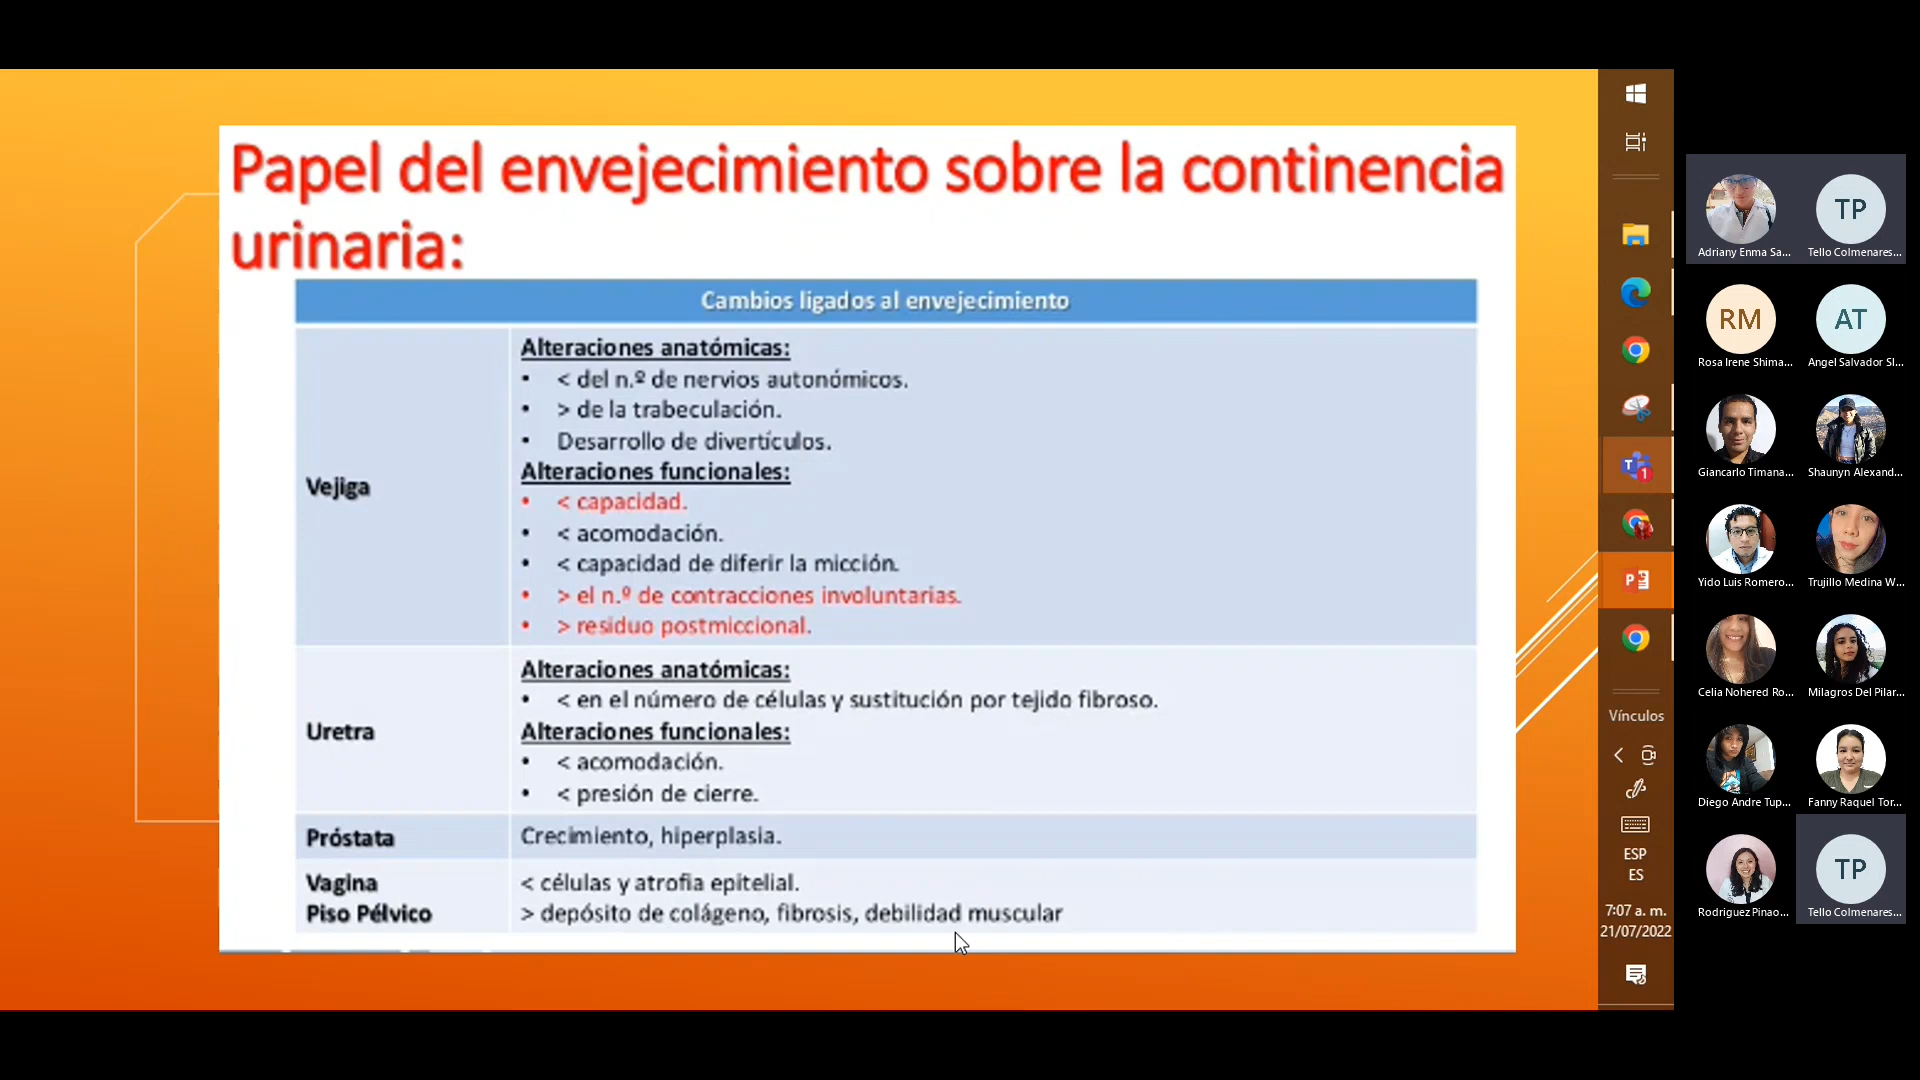 Papel del envejecimiento sobre la continencia
urinaria:
Cambios ligados al envejecimiento
Vejiga
Alteraciones anatómicas:
• < del n.º de nervios autonómicos.
• > de la trabeculación.
• Desarrollo de divertículos.
Alteraciones funcionales:
• < capacidad.
• < acomodación.
• < capacidad de diferir la micción.
• > el n.º de contracciones involuntarias.
• > residuo postmiccional.
Uretra
Alteraciones anatómicas:
• < en el número de células y sustitución por tejido fibroso.
Alteraciones funcionales:
• < acomodación.
• < presión de cierre.
Próstata
Crecimiento, hiperplasia.
Vagina
< células y atrofia epitelial.
Piso Pélvico
> depósito de colágeno, fibrosis, debilidad muscular
Vínculos
ESP
ES
7:07 a. m.
21/07/2022
TP
Adriany Enma Sa...
Tello Colmenares...
RM
AT
Rosa Irene Shima...
Angel Salvador Sl...
Giancarlo Timana...
Shaunyn Alexand...
Yido Luis Romero...
Trujillo Medina W...
Celia Nohered Ro...
Milagros Del Pilar...
Diego Andre Tup...
Fanny Raquel Tor...
TP
Rodriguez Pinao...
Tello Colmenares...